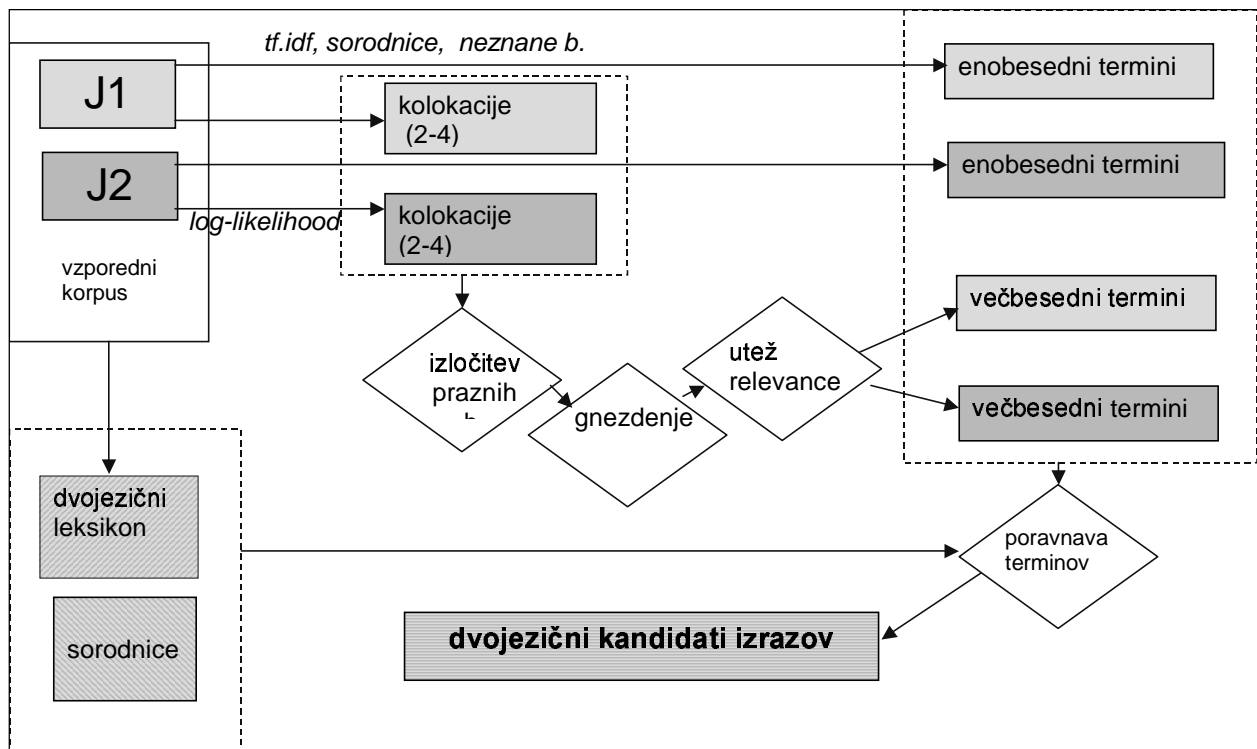 tf.idf, sorodnice, neznane b.
J1
enobesedni termini
kolokacije
(2-4)
J2
enobesedni termini
log-likelihood
kolokacije
(2-4)
vzporedni
korpus
večbesedni termini
izločitev
praznih
utež
relevance
gnezdenje
večbesedni termini
dvojezični
leksikon
poravnava
terminov
sorodnice
dvojezični kandidati izrazov